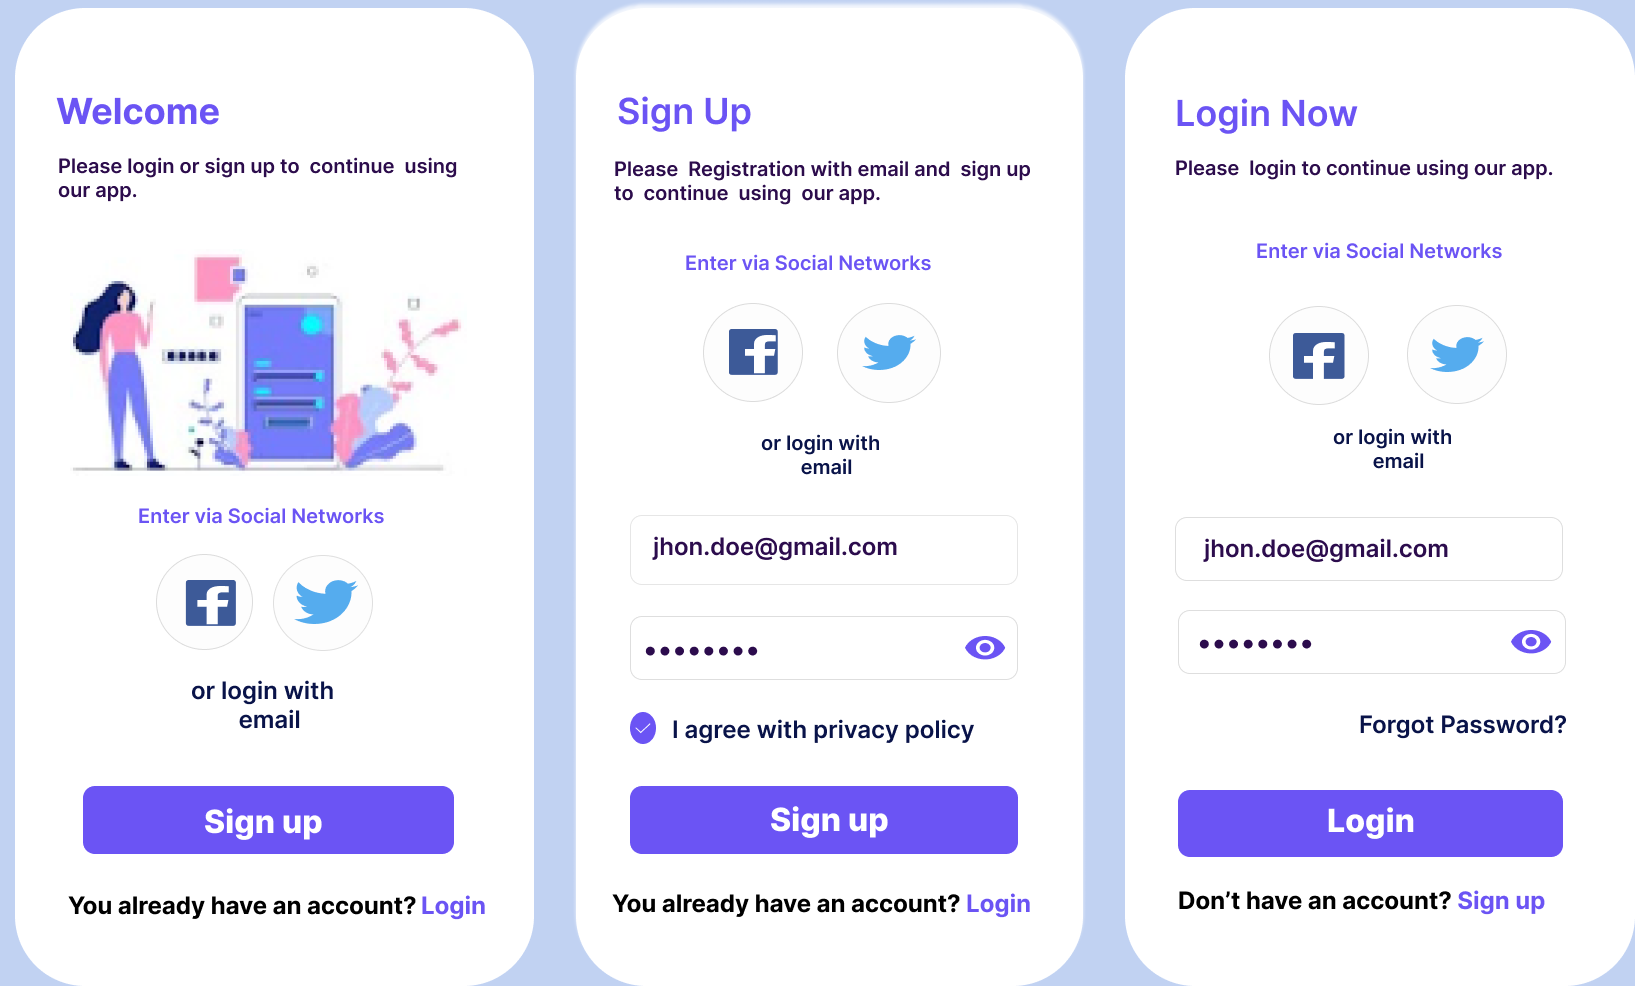 Welcome
Please login or sign up to continue using
our app.
Enter via Social Networks
or login with
email
Sign up
You already have an account? Login
Sign Up
Please Registration with email and sign up
to continue using our app.
Enter via Social Networks
or login with
email
jhon.doe@gmail.com
••••••••
I agree with privacy policy
Sign up
You already have an account? Login
Login Now
Please login to continue using our app.
Enter via Social Networks
or login with
email
jhon.doe@gmail.com
••••••••
Forgot Password?
Login
Don’t have an account? Sign up